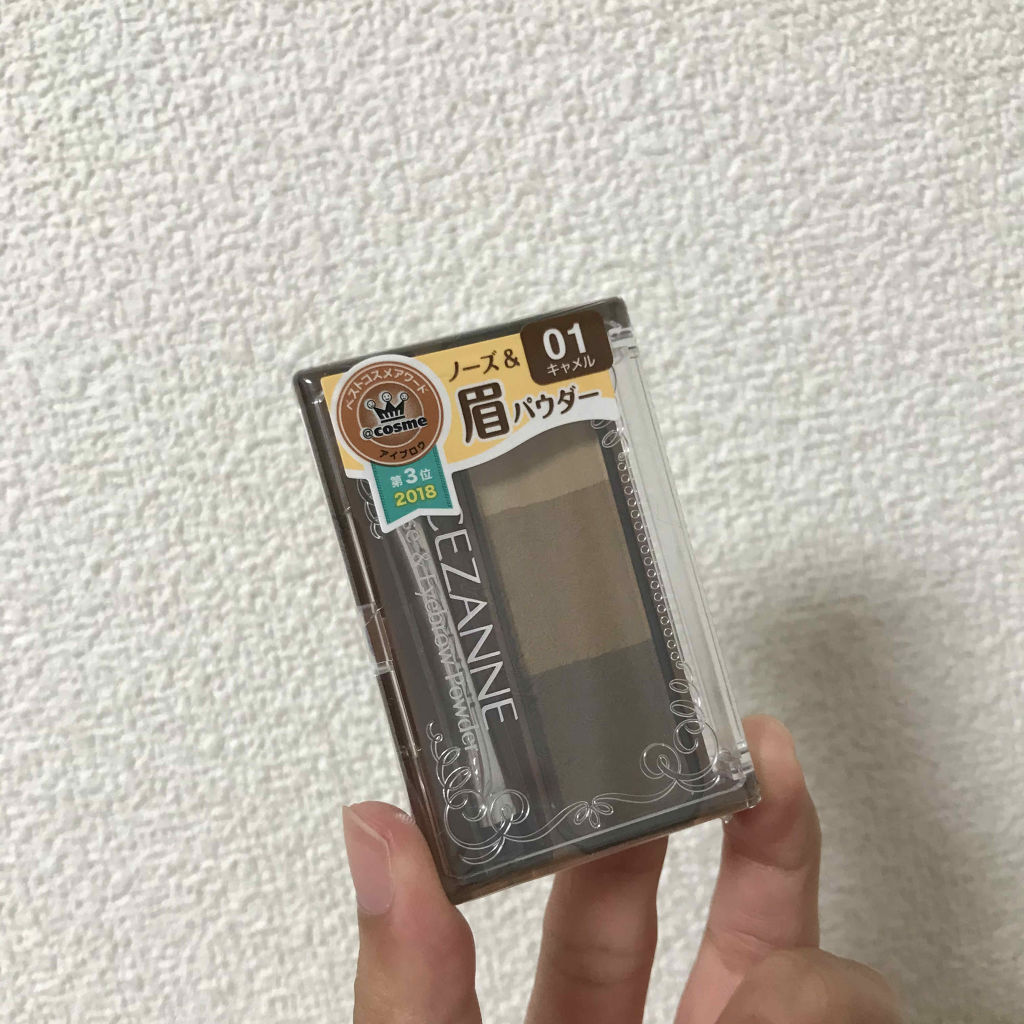 ノーズ&
眉パウダー
01
キャメル
ベストコスメアワード
@cosme
アイブロウ
第3位
2018
CEZANNE
& Eyebrow Powder